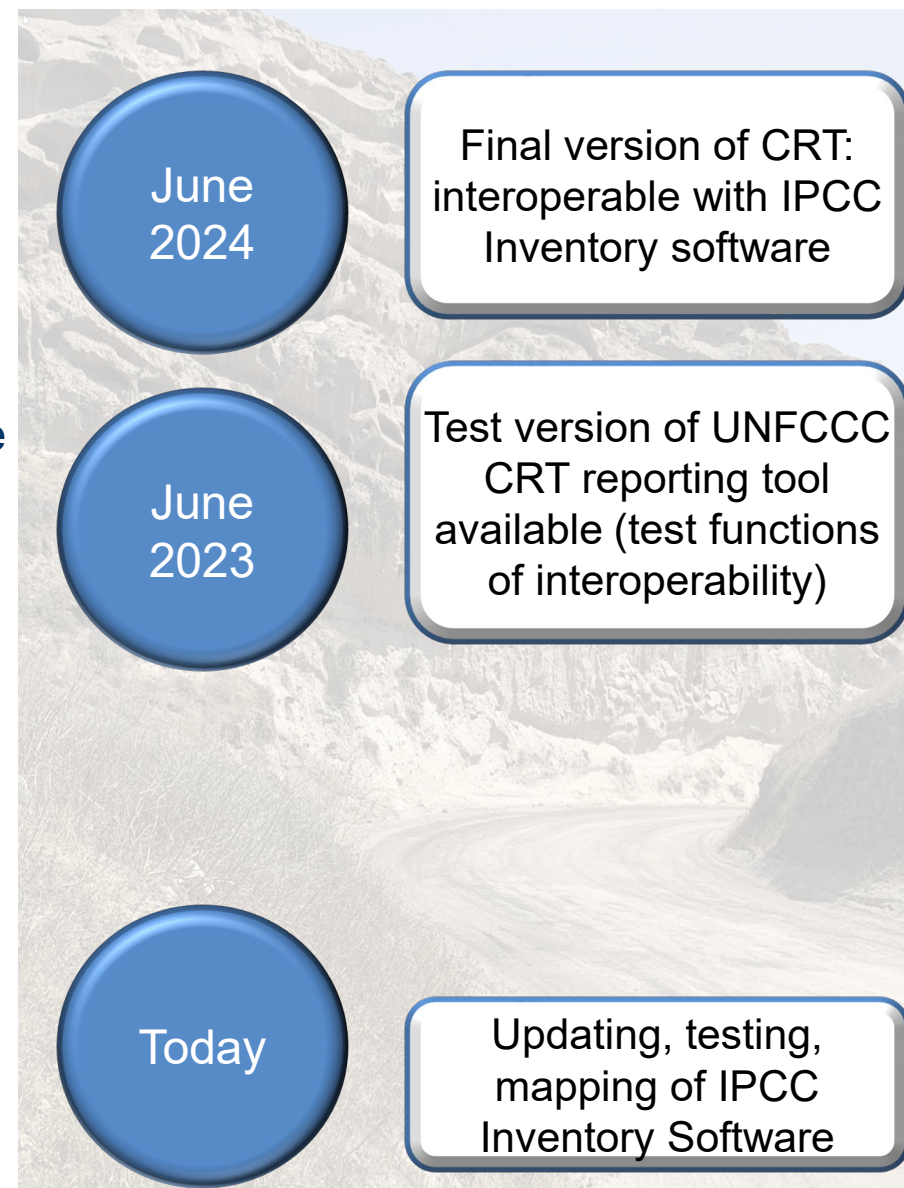 June
2024
Final version of CRT:
interoperable with IPCC
Inventory software
June
2023
Test version of UNFCCC
CRT reporting tool
available (test functions
of interoperability)
Today
Updating, testing,
mapping of IPCC
Inventory Software